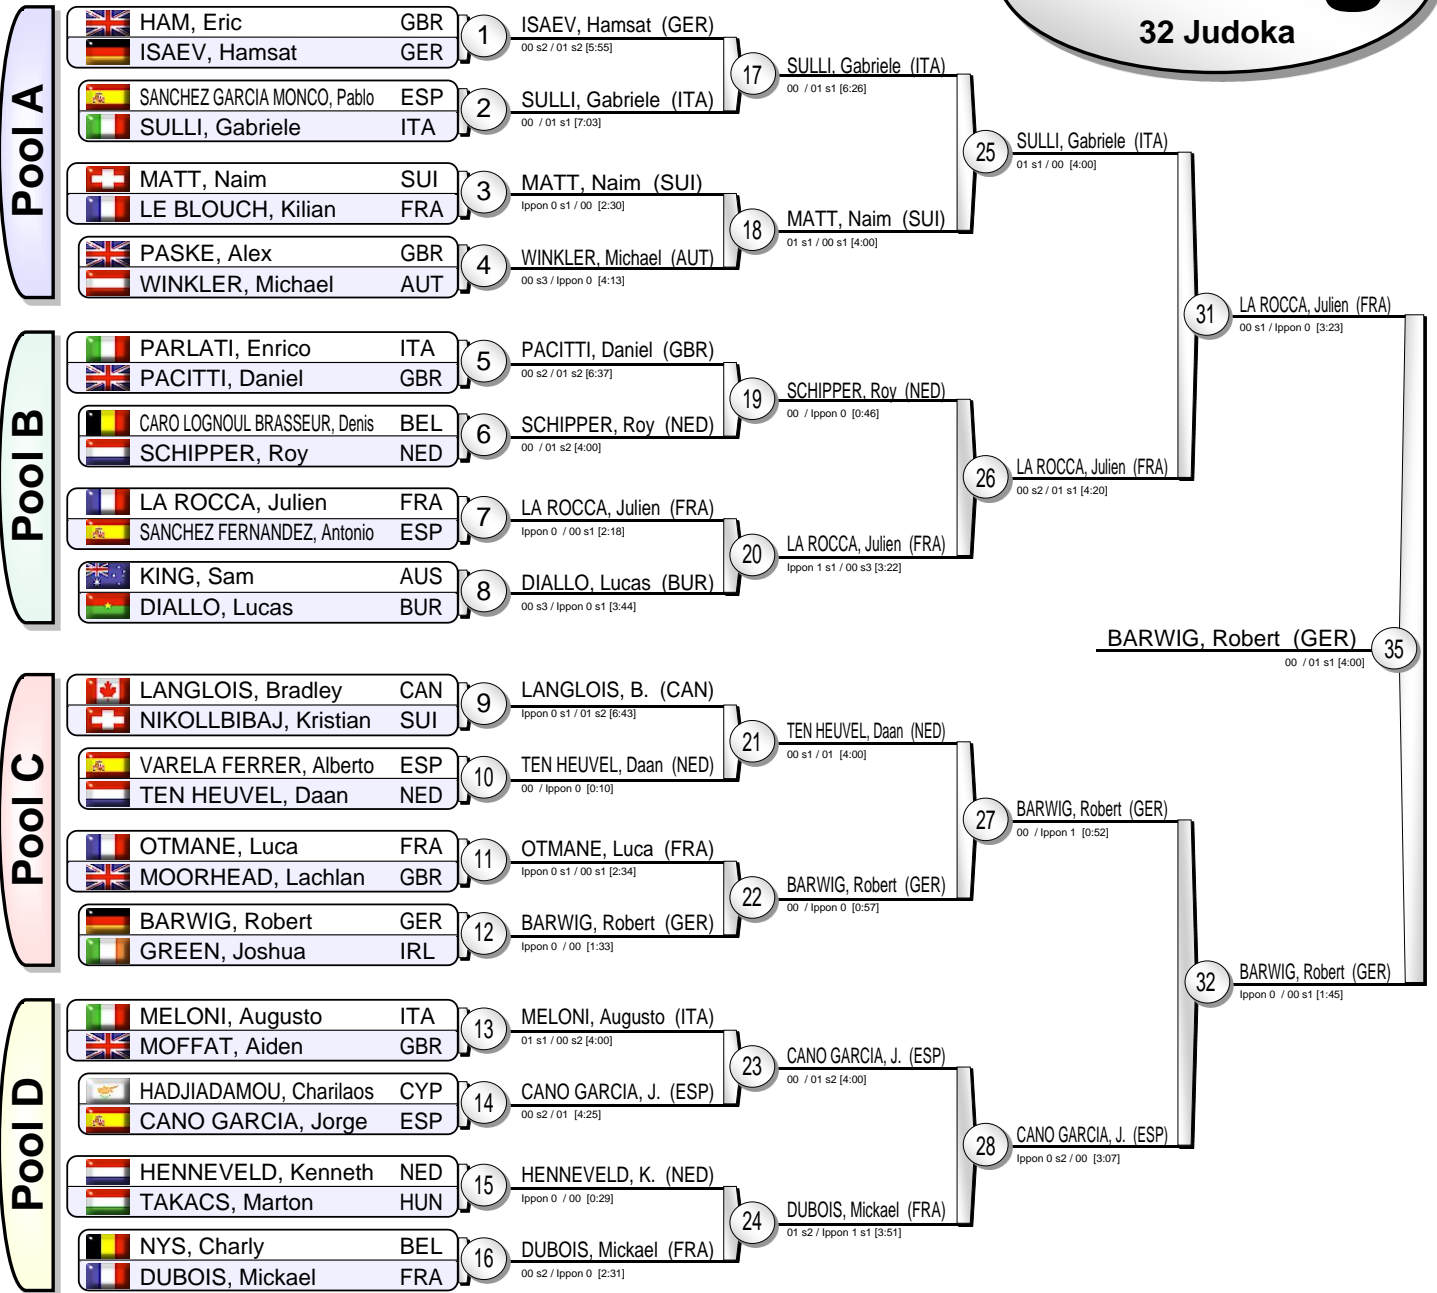 32 Judoka
Pool A
HAM, Eric GBR
ISAEV, Hamsat GER
1
ISAEV, Hamsat (GER)
00 s2 / 01 s2 [5:55]
SANCHEZ GARCIA MONCO, Pablo ESP
SULLI, Gabriele ITA
2
SULLI, Gabriele (ITA)
00 / 01 s1 [7:03]
17
SULLI, Gabriele (ITA)
00 / 01 s1 [6:26]
MATT, Naim SUI
LE BLOUCH, Kilian FRA
3
MATT, Naim (SUI)
Ippon 0 s1 / 00 [2:30]
PASKE, Alex GBR
WINKLER, Michael AUT
4
WINKLER, Michael (AUT)
00 s3 / Ippon 0 [4:13]
18
MATT, Naim (SUI)
01 s1 / 00 s1 [4:00]
25
SULLI, Gabriele (ITA)
01 s1 / 00 [4:00]
Pool B
PARLATI, Enrico ITA
PACITTI, Daniel GBR
5
PACITTI, Daniel (GBR)
00 s2 / 01 s2 [6:37]
CARO LOGNOUL BRASSEUR, Denis BEL
SCHIPPER, Roy NED
6
SCHIPPER, Roy (NED)
00 / 01 s2 [4:00]
19
SCHIPPER, Roy (NED)
00 / Ippon 0 [0:46]
LA ROCCA, Julien FRA
SANCHEZ FERNANDEZ, Antonio ESP
7
LA ROCCA, Julien (FRA)
Ippon 0 / 00 s1 [2:18]
KING, Sam AUS
DIALLO, Lucas BUR
8
DIALLO, Lucas (BUR)
00 s3 / Ippon 0 s1 [3:44]
20
LA ROCCA, Julien (FRA)
Ippon 1 s1 / 00 s3 [3:22]
26
LA ROCCA, Julien (FRA)
00 s2 / 01 s1 [4:20]
31
LA ROCCA, Julien (FRA)
00 s1 / Ippon 0 [3:23]
BARWIG, Robert (GER)
00 / 01 s1 [4:00]
35
Pool C
LANGLOIS, Bradley CAN
NIKOLLBIBAJ, Kristian SUI
9
LANGLOIS, B. (CAN)
Ippon 0 s1 / 01 s2 [6:43]
VARELA FERRER, Alberto ESP
TEN HEUVEL, Daan NED
10
TEN HEUVEL, Daan (NED)
00 / Ippon 0 [0:10]
21
TEN HEUVEL, Daan (NED)
00 s1 / 01 [4:00]
OTMANE, Luca FRA
MOORHEAD, Lachlan GBR
11
OTMANE, Luca (FRA)
Ippon 0 s1 / 00 s1 [2:34]
BARWIG, Robert GER
GREEN, Joshua IRL
12
BARWIG, Robert (GER)
Ippon 0 / 00 [1:33]
22
BARWIG, Robert (GER)
00 / Ippon 0 [0:57]
27
BARWIG, Robert (GER)
00 / Ippon 1 [0:52]
Pool D
MELONI, Augusto ITA
MOFFAT, Aiden GBR
13
MELONI, Augusto (ITA)
01 s1 / 00 s2 [4:00]
HADJIADAMOU, Charilaos CYP
CANO GARCIA, Jorge ESP
14
CANO GARCIA, J. (ESP)
00 s2 / 01 [4:25]
23
CANO GARCIA, J. (ESP)
00 / 01 s2 [4:00]
HENNEVELD, Kenneth NED
TAKACS, Marton HUN
15
HENNEVELD, K. (NED)
Ippon 0 / 00 [0:29]
NYS, Charly BEL
DUBOIS, Mickael FRA
16
DUBOIS, Mickael (FRA)
00 s2 / Ippon 0 [2:31]
24
DUBOIS, Mickael (FRA)
01 s2 / Ippon 1 s1 [3:51]
28
CANO GARCIA, J. (ESP)
Ippon 0 s2 / 00 [3:07]
32
BARWIG, Robert (GER)
Ippon 0 / 00 s1 [1:45]